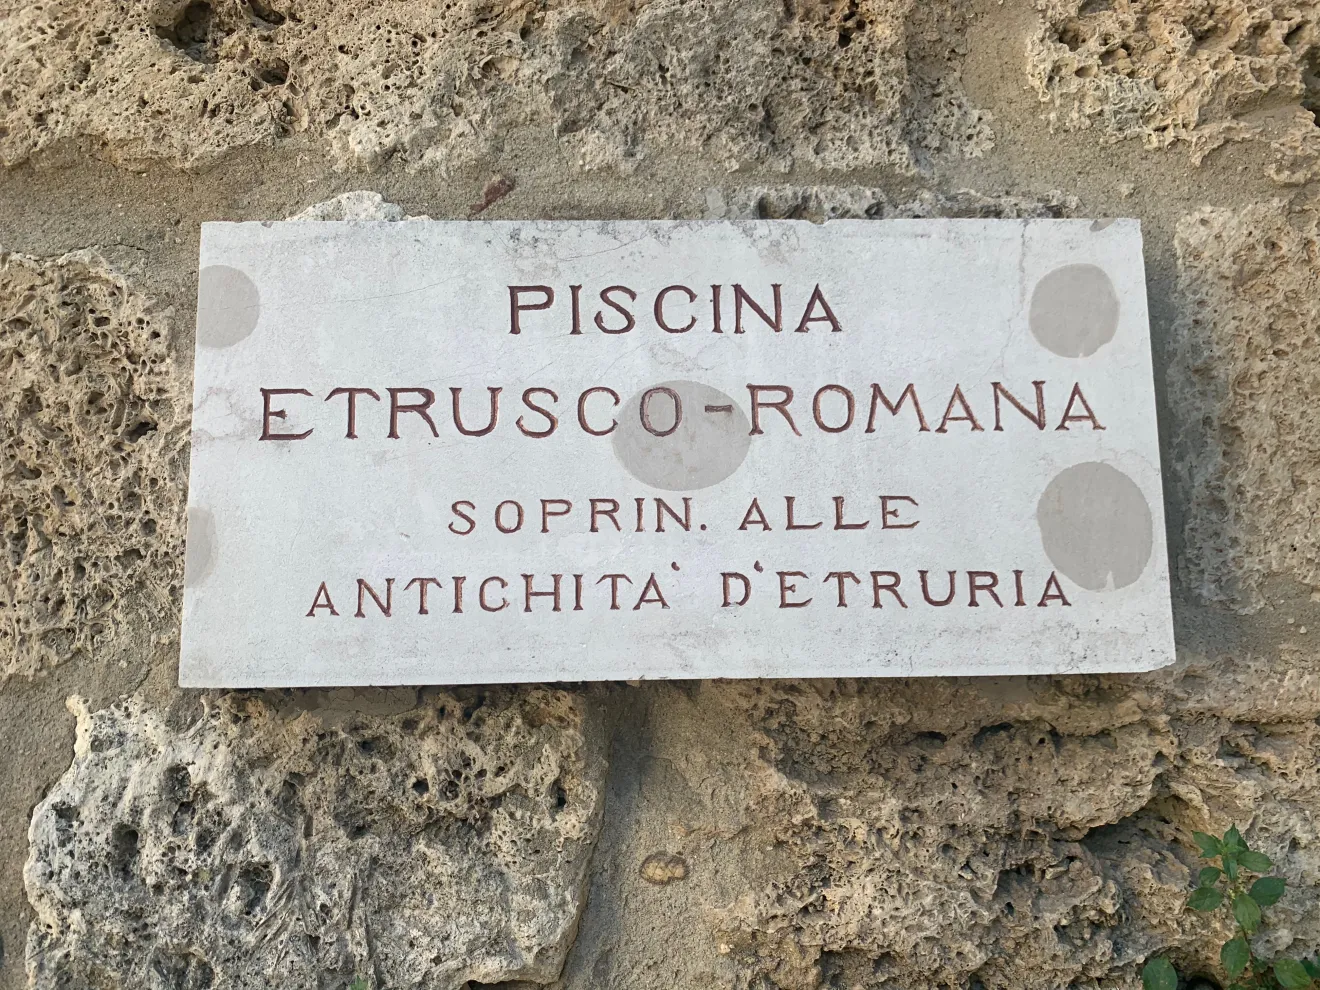 PISCINA
ETRUSCO-ROMANA
SOPRIN. ALLE
ANTICHITA' D'ETRURIA